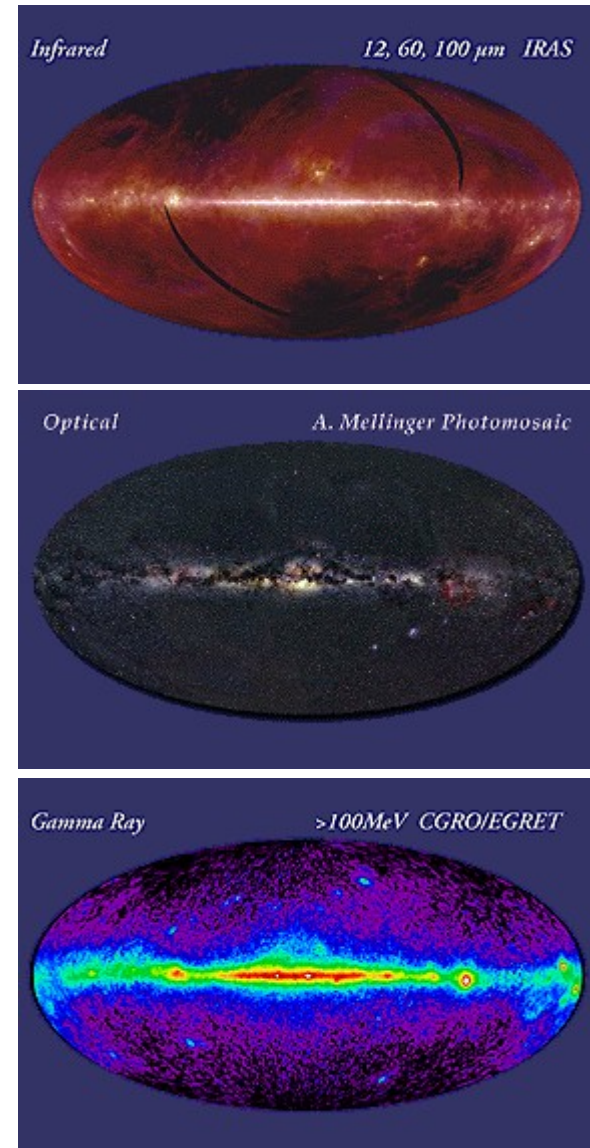 Infrared 12, 60, 100 μm IRAS
Optical A. Mellinger Photomosaic
Gamma Ray >100MeV CGRO/EGRET